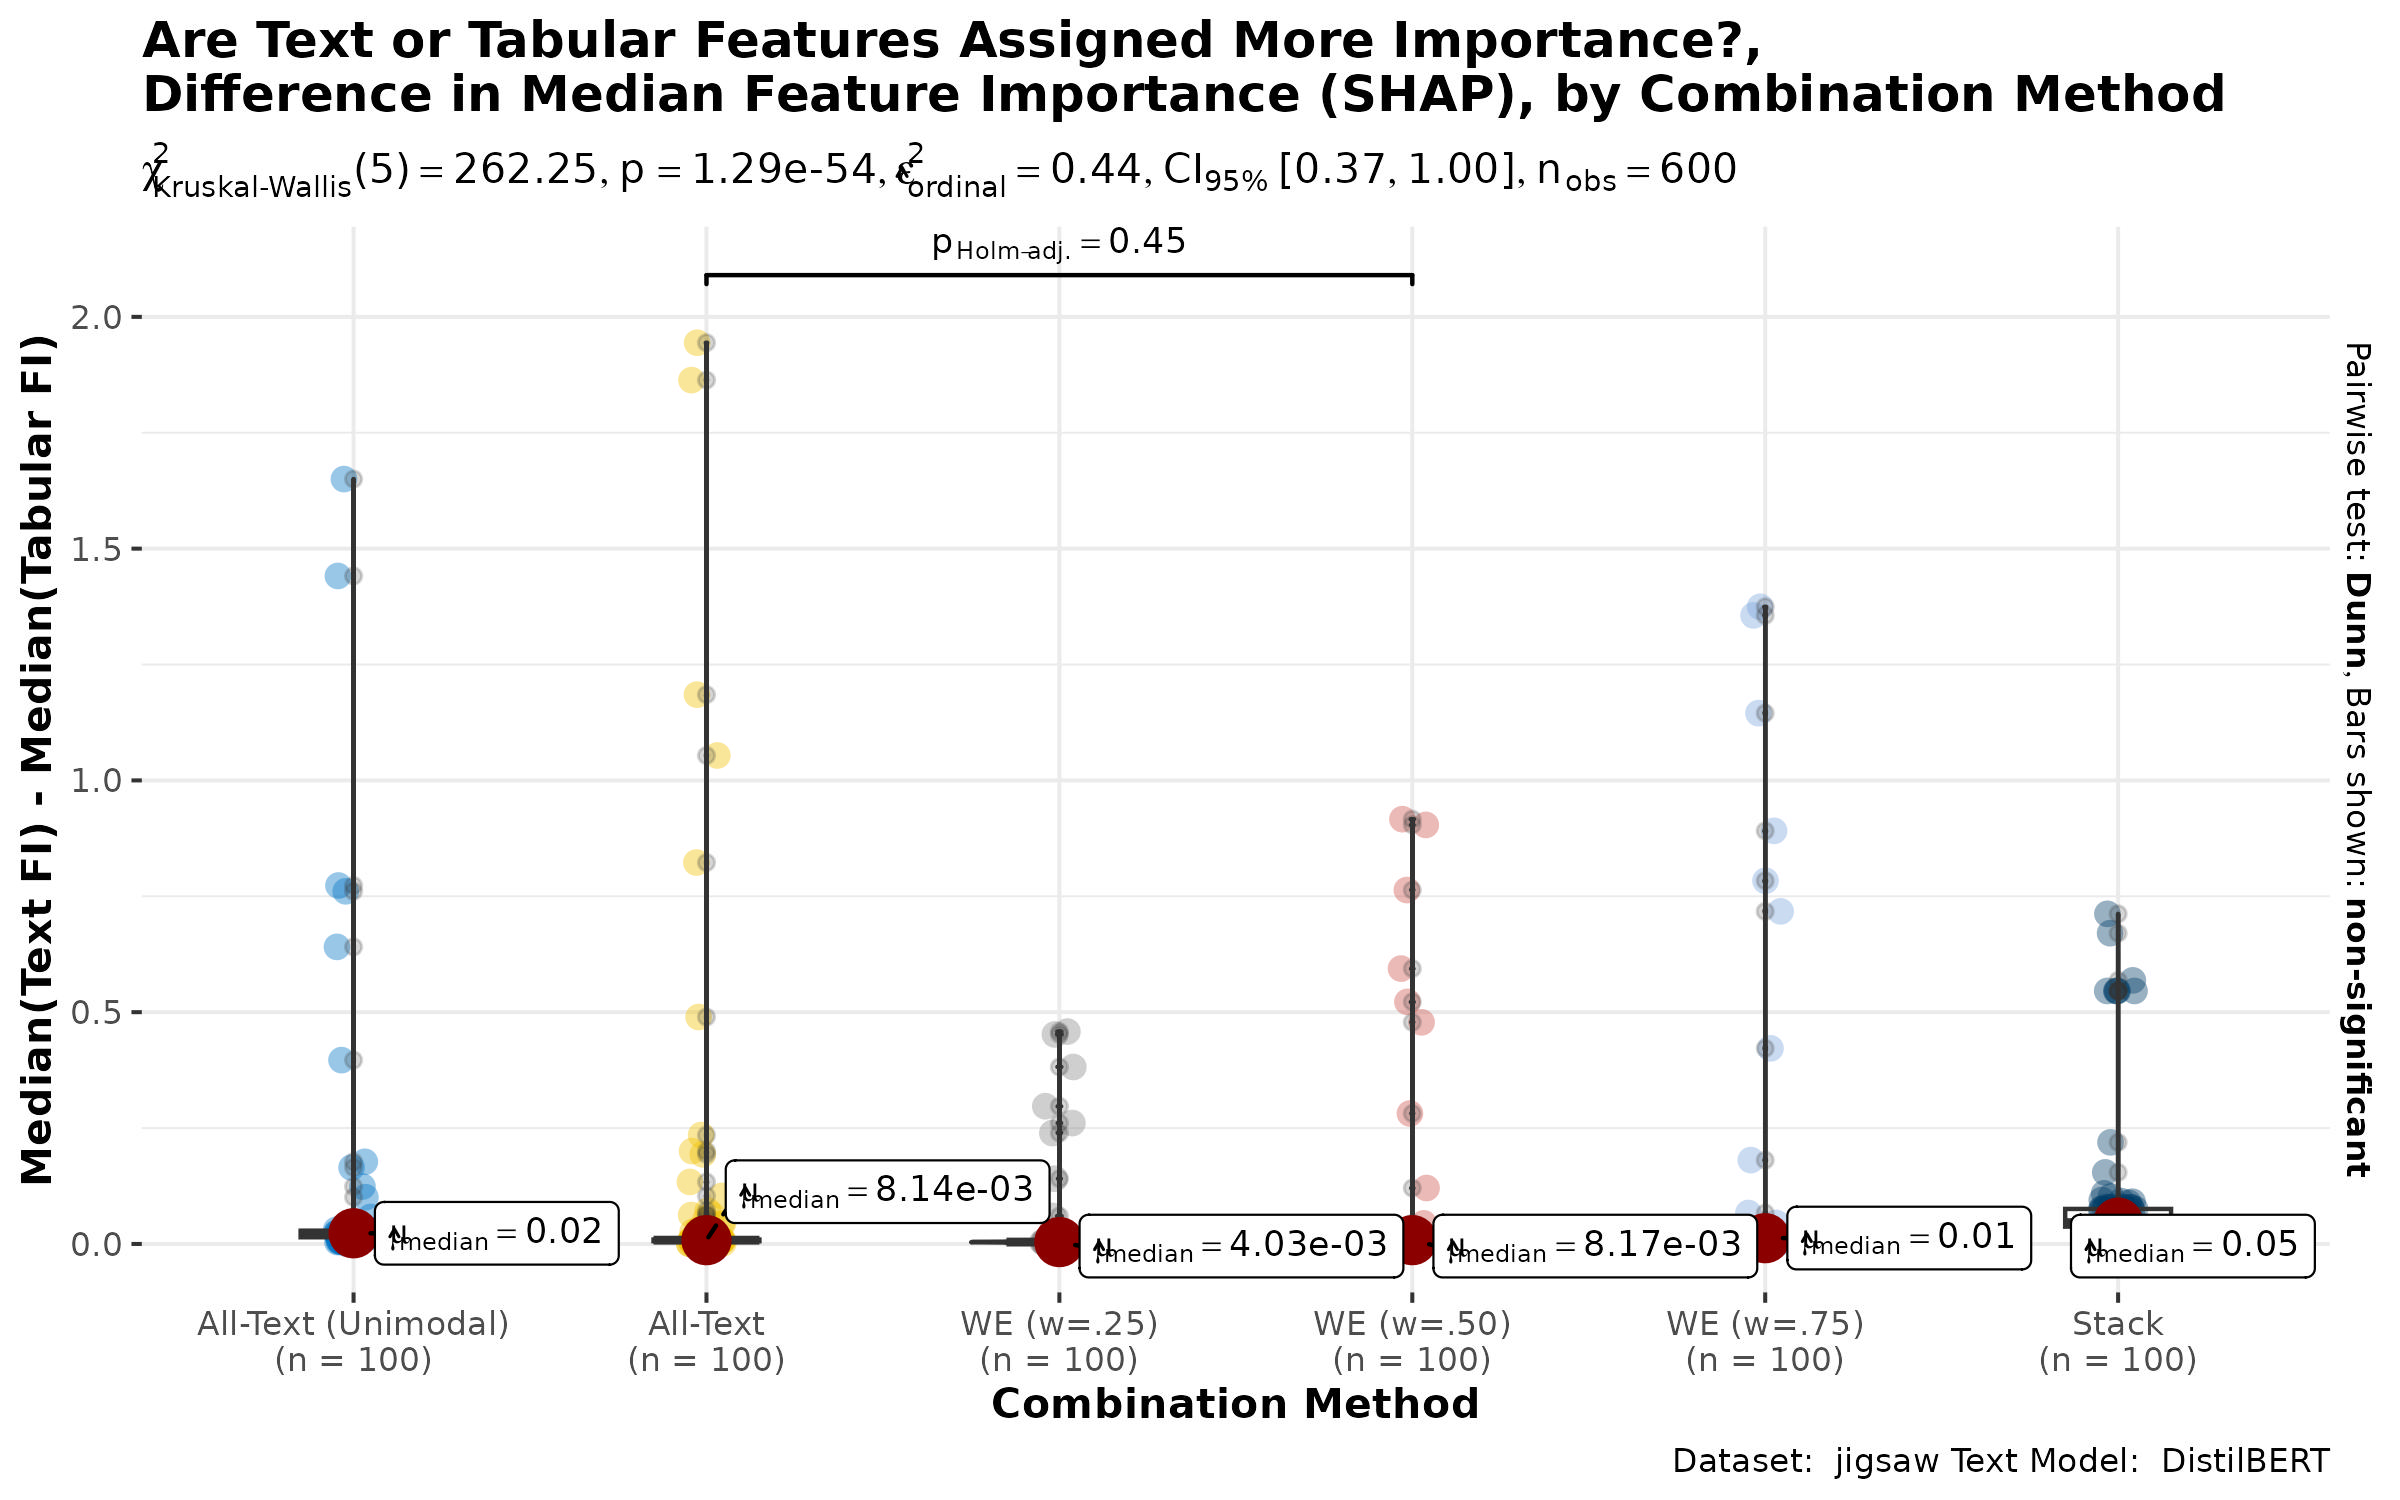 Are Text or Tabular Features Assigned More Importance?,
Difference in Median Feature Importance (SHAP), by Combination Method
χ²Kruskal-Wallis(5) = 262.25, p = 1.29e-54, ε²ordinal = 0.44, CI95% [0.37, 1.00], nobs = 600
pHolm-adj. = 0.45
Median(Text FI) - Median(Tabular FI)
2.0
1.5
1.0
0.5
0.0
μ̂median = 0.02
μ̂median = 8.14e-03
μ̂median = 4.03e-03
μ̂median = 8.17e-03
μ̂median = 0.01
μ̂median = 0.05
Pairwise test: Dunn, Bars shown: non-significant
All-Text (Unimodal)
(n = 100)
All-Text
(n = 100)
WE (w=.25)
(n = 100)
WE (w=.50)
(n = 100)
WE (w=.75)
(n = 100)
Stack
(n = 100)
Combination Method
Dataset:  jigsaw Text Model:  DistilBERT